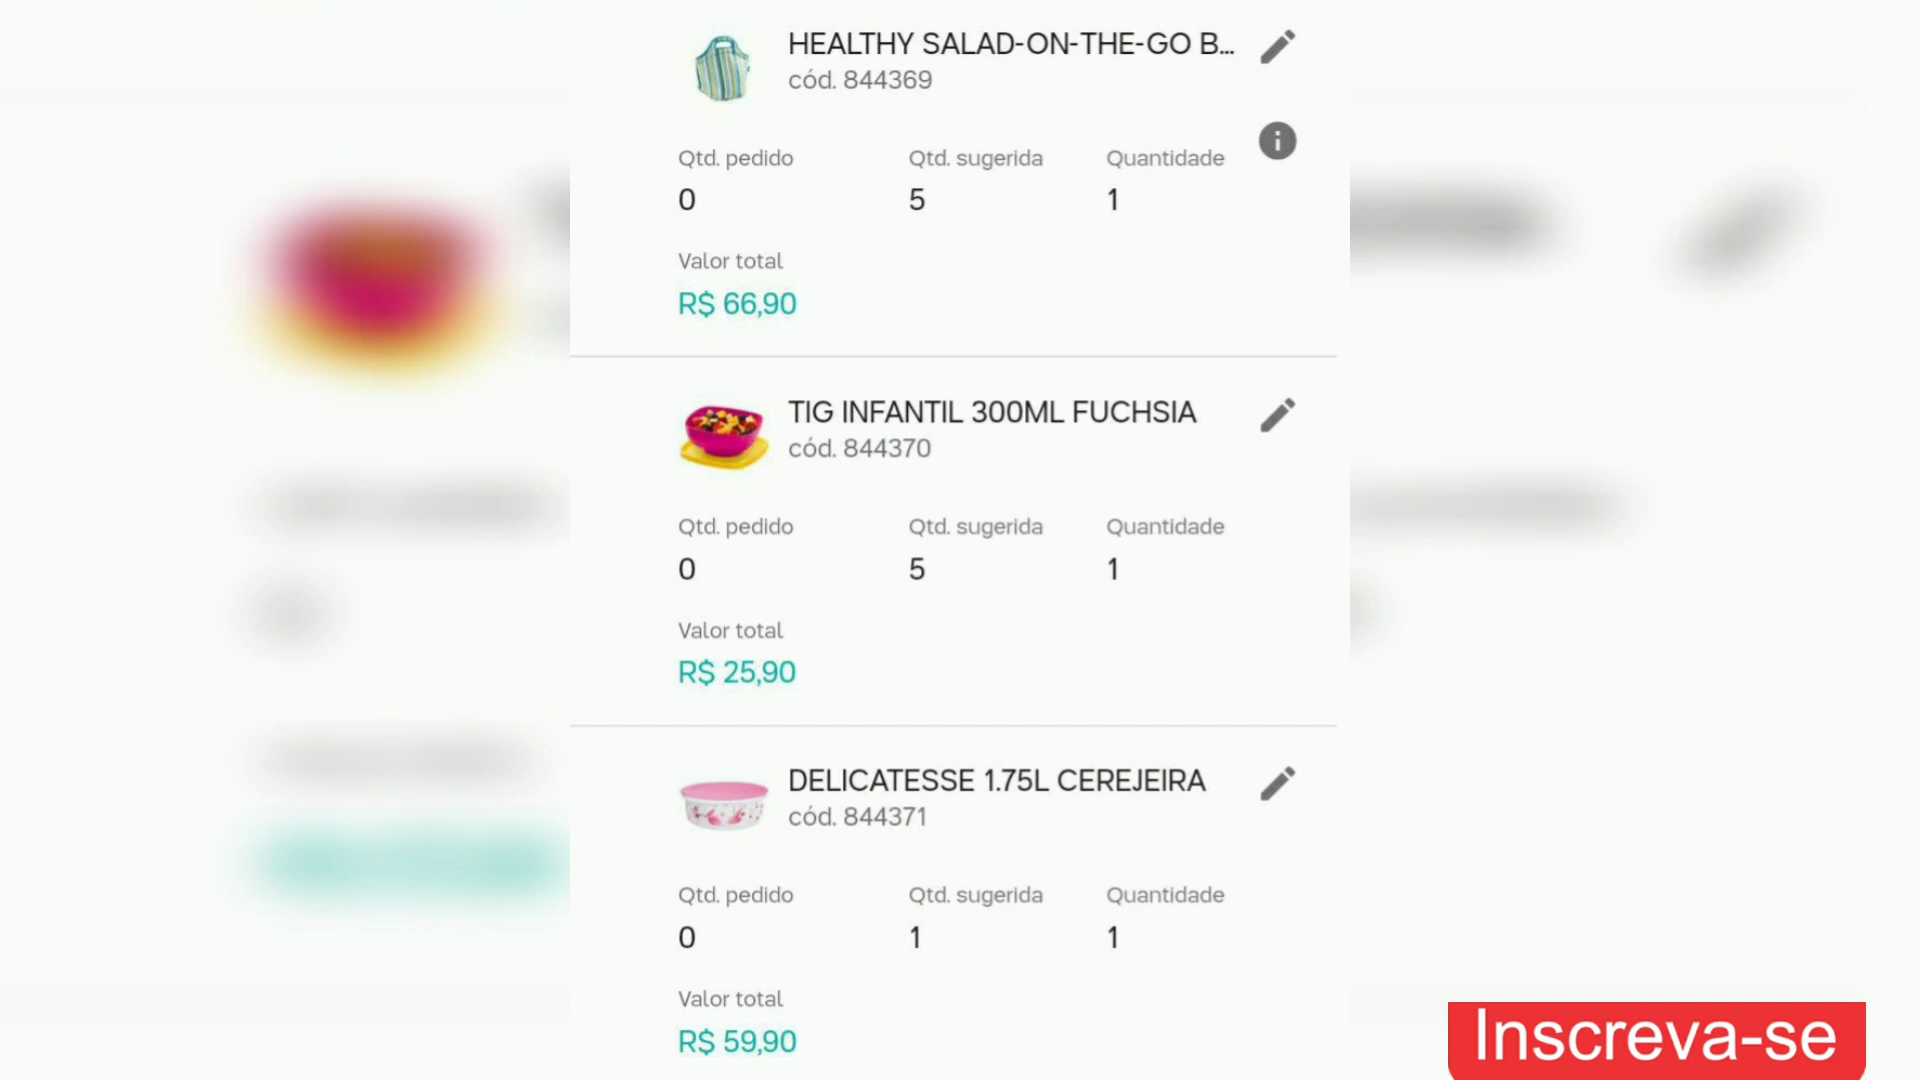 HEALTHY SALAD-ON-THE-GO B...
cód. 844369
Qtd. pedido Qtd. sugerida Quantidade
0 5 1
Valor total
R$ 66,90
TIG INFANTIL 300ML FUCHSIA
cód. 844370
Qtd. pedido Qtd. sugerida Quantidade
0 5 1
Valor total
R$ 25,90
DELICATESSE 1.75L CEREJEIRA
cód. 844371
Qtd. pedido Qtd. sugerida Quantidade
0 1 1
Valor total
R$ 59,90
Inscreva-se